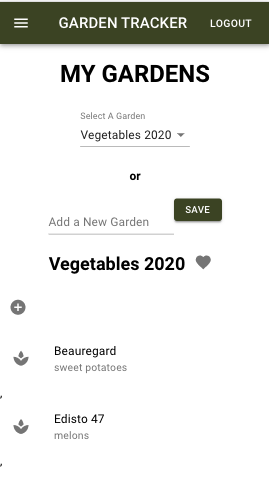 GARDEN TRACKER LOGOUT
MY GARDENS
Select A Garden
Vegetables 2020
or
Add a New Garden SAVE
Vegetables 2020
Beauregard
sweet potatoes
,
Edisto 47
melons
,